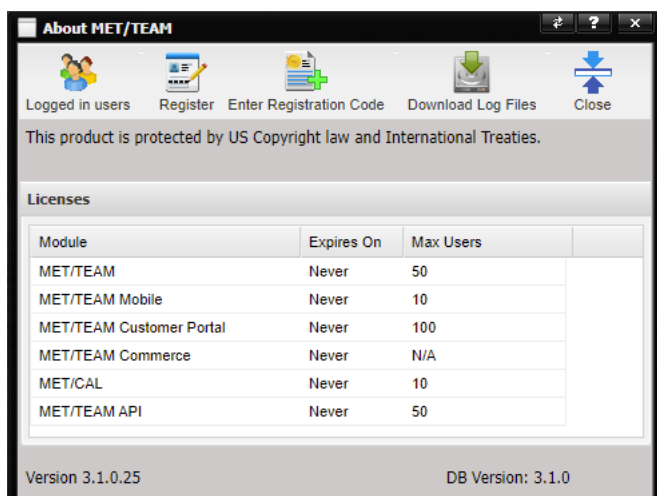 About MET/TEAM ?  x
Logged in users Register Enter Registration Code Download Log Files Close
This product is protected by US Copyright law and International Treaties.
Licenses
Module Expires On Max Users
MET/TEAM Never 50
MET/TEAM Mobile Never 10
MET/TEAM Customer Portal Never 100
MET/TEAM Commerce Never N/A
MET/CAL Never 10
MET/TEAM API Never 50
Version 3.1.0.25 DB Version: 3.1.0